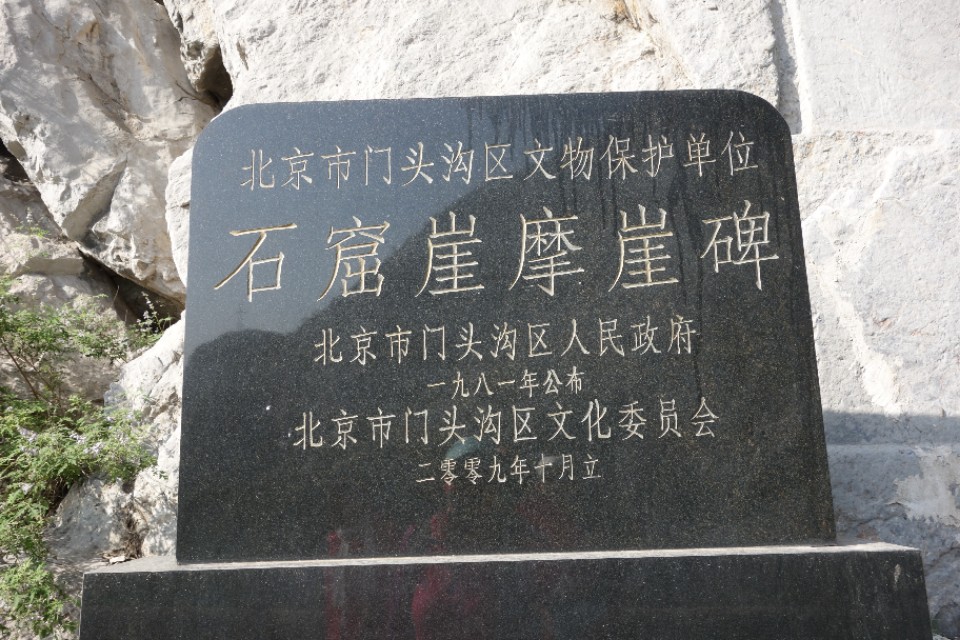 北京市门头沟区文物保护单位
石窟崖摩崖碑
北京市门头沟区人民政府
一九八一年公布
北京市门头沟区文化委员会
二零零九年十月立